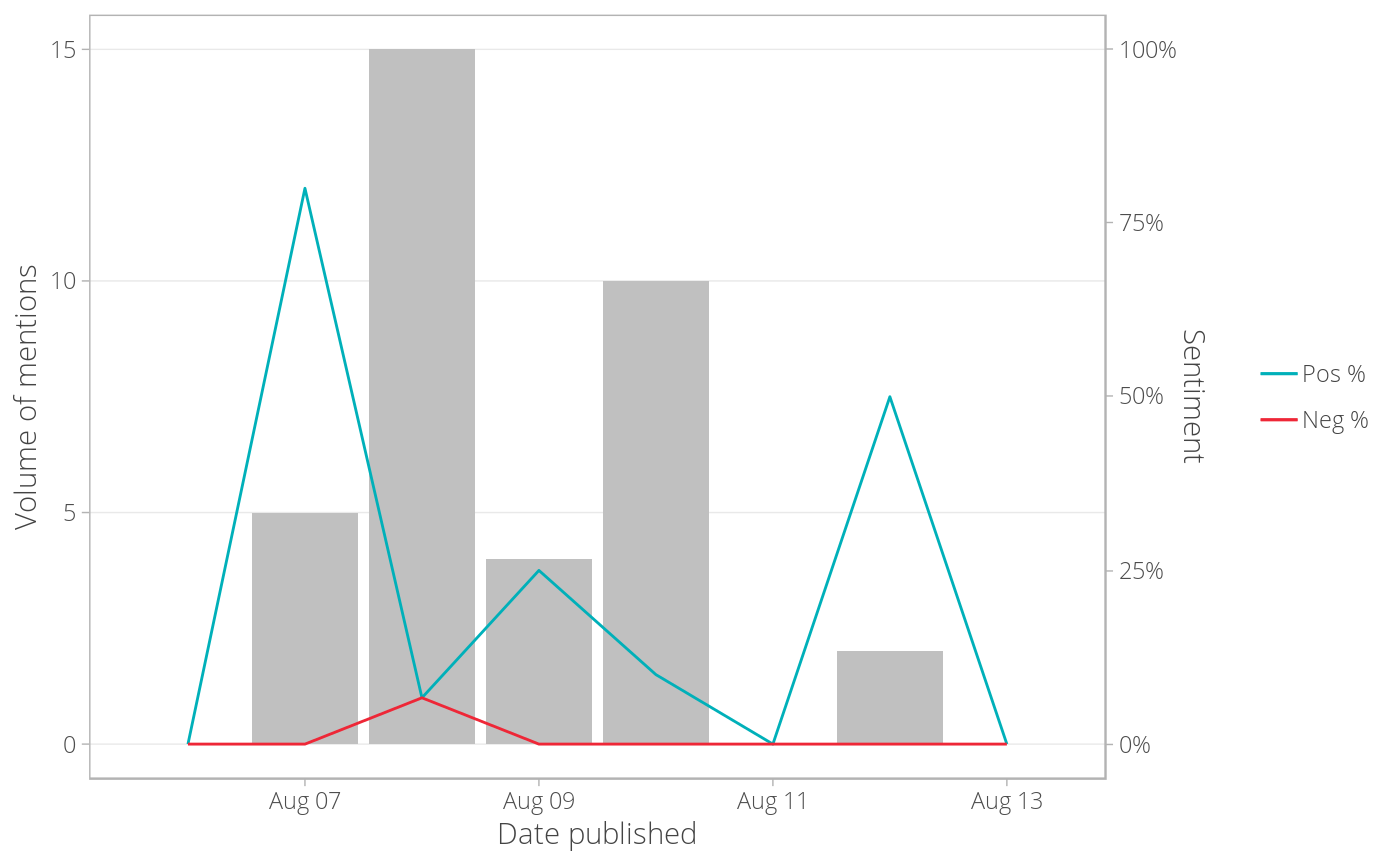 15
10
5
0
Volume of mentions
100%
75%
50%
25%
0%
Sentiment
Pos %
Neg %
Aug 07
Aug 09
Aug 11
Aug 13
Date published